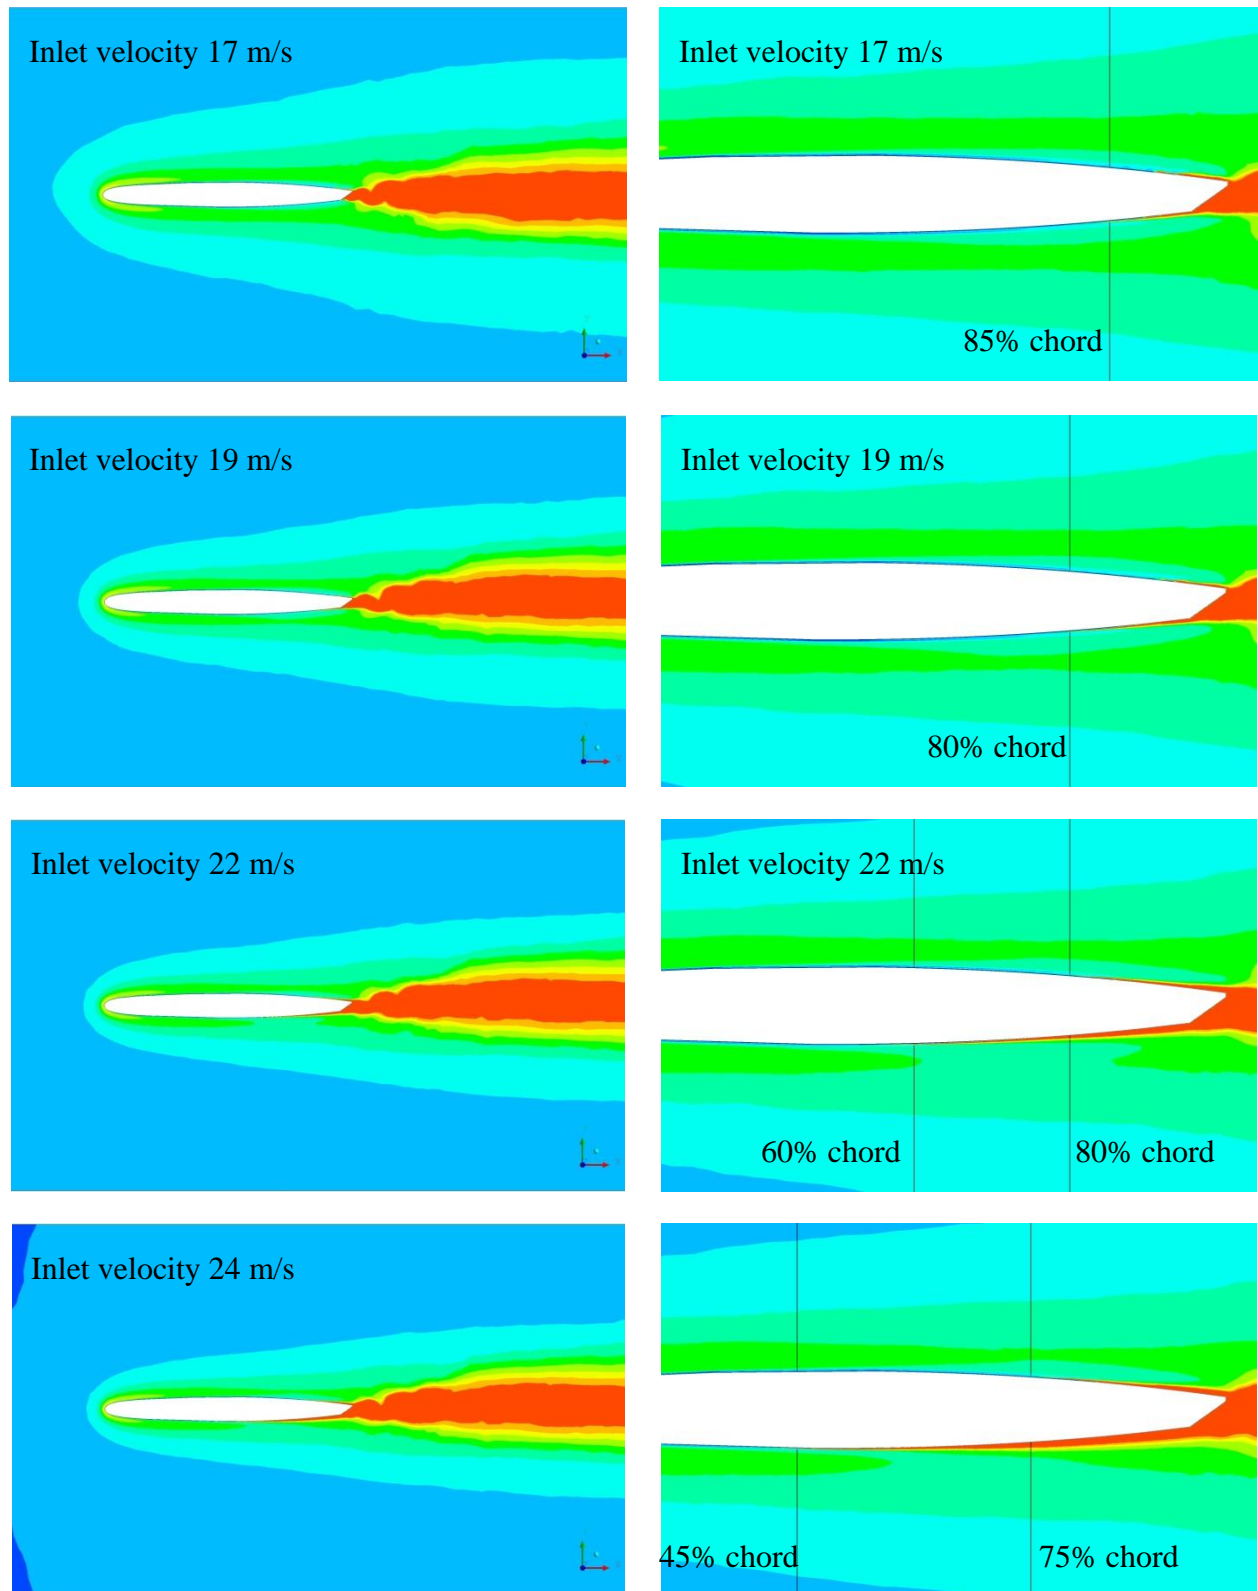 Inlet velocity 17 m/s
Inlet velocity 17 m/s
85% chord
Inlet velocity 19 m/s
Inlet velocity 19 m/s
80% chord
Inlet velocity 22 m/s
Inlet velocity 22 m/s
60% chord
80% chord
Inlet velocity 24 m/s
45% chord
75% chord